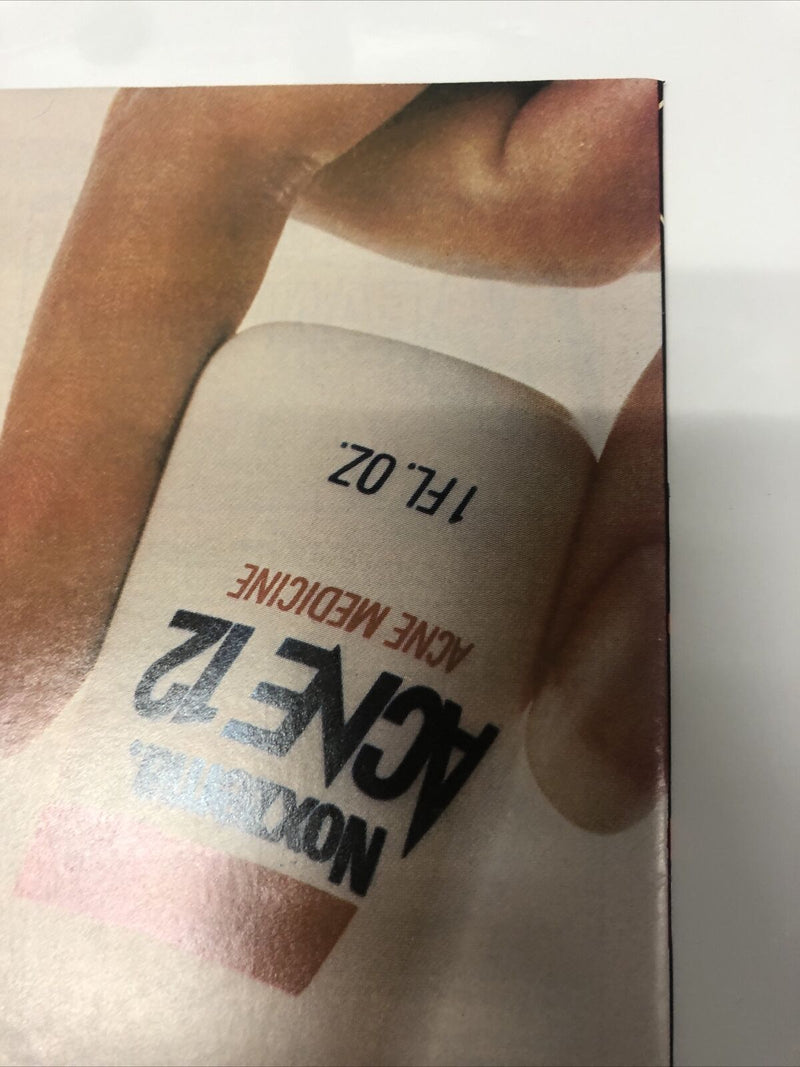 NOXZEMA.
ACNE 12
ACNE MEDICINE
1 FL. OZ.